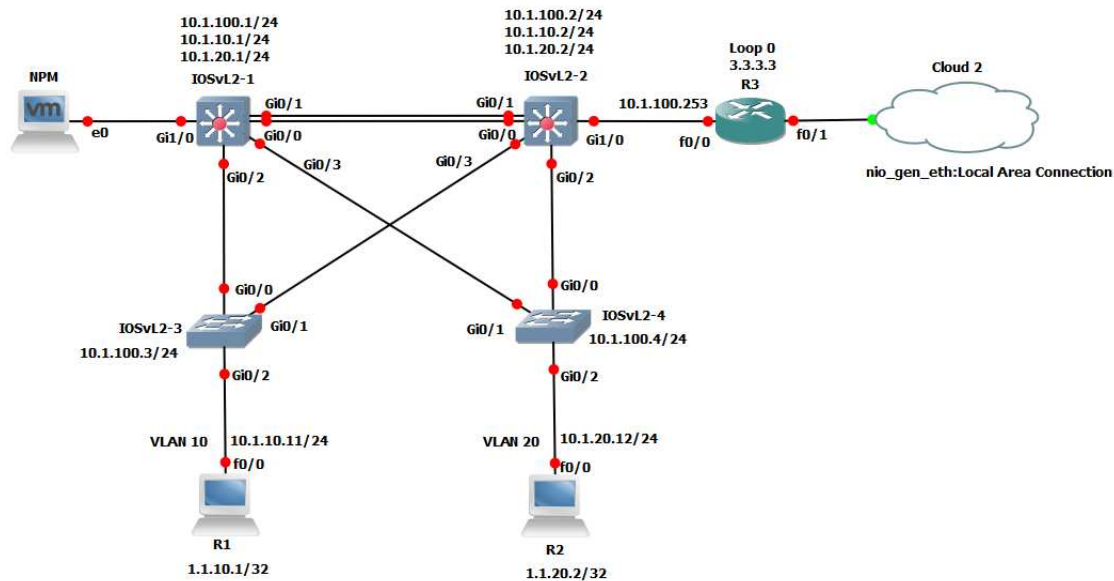 10.1.100.1/24
10.1.10.1/24
10.1.20.1/24
IOSvL2-1
10.1.100.2/24
10.1.10.2/24
10.1.20.2/24
IOSvL2-2
Loop 0
3.3.3.3
R3
Cloud 2
NPM
vm
e0
Gi1/0
Gi0/1
Gi0/0
Gi0/1
Gi0/0
Gi1/0
10.1.100.253
f0/0
f0/1
nio_gen_eth:Local Area Connection
Gi0/2
Gi0/3
Gi0/3
Gi0/2
Gi0/0
Gi0/1
IOSvL2-3
10.1.100.3/24
Gi0/2
Gi0/0
Gi0/1
IOSvL2-4
10.1.100.4/24
Gi0/2
VLAN 10
10.1.10.11/24
f0/0
R1
1.1.10.1/32
VLAN 20
10.1.20.12/24
f0/0
R2
1.1.20.2/32